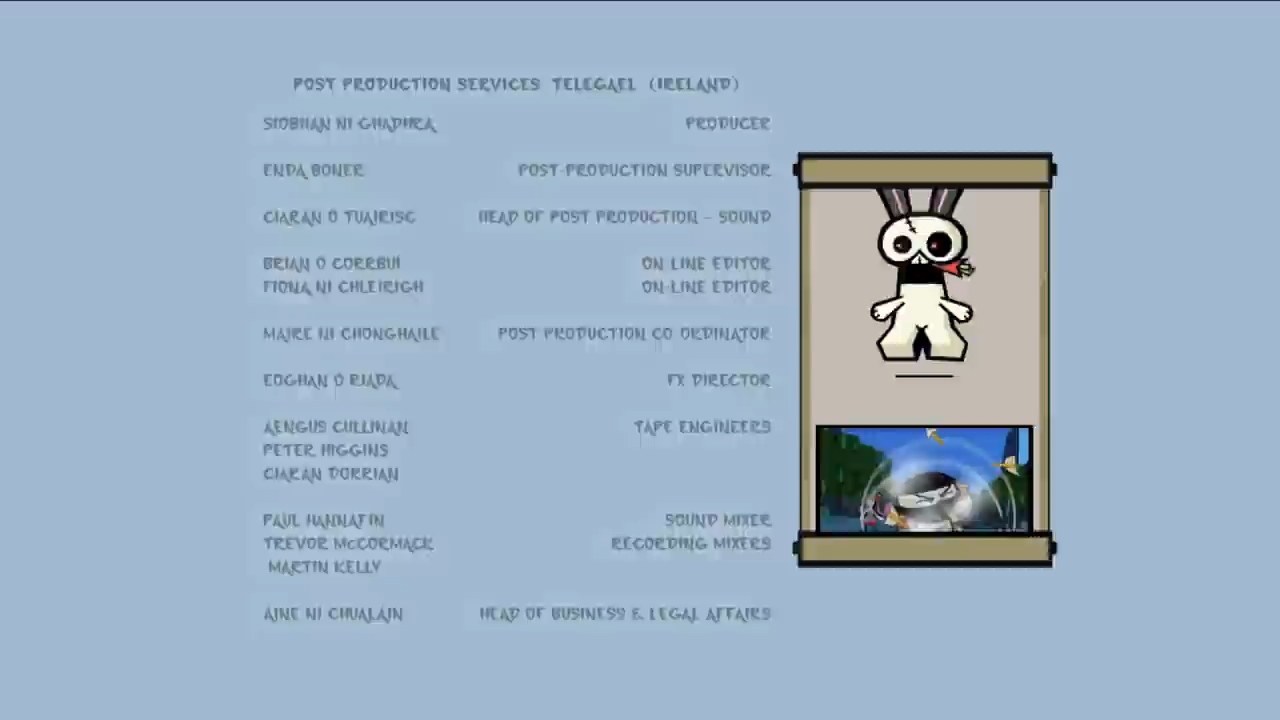 POST PRODUCTION SERVICES TELEGAEL (IRELAND)
SIOBHAN NI GHADHRA PRODUCER
ENDA BONER POST-PRODUCTION SUPERVISOR
CIARAN O TUAIRISC HEAD OF POST PRODUCTION - SOUND
BRIAN O CORRBUI ON-LINE EDITOR
FIONA NI CHLEIRIGH ON-LINE EDITOR
MAIRE NI CHONGHAILE POST PRODUCTION CO-ORDINATOR
EOGHAN O RIADA FX DIRECTOR
AENGUS CULLINAN TAPE ENGINEERS
PETER HIGGINS
CIARAN DORRIAN
PAUL HANNAFIN SOUND MIXER
TREVOR McCORMACK RECORDING MIXERS
MARTIN KELLY
AINE NI CHUALAIN HEAD OF BUSINESS & LEGAL AFFAIRS